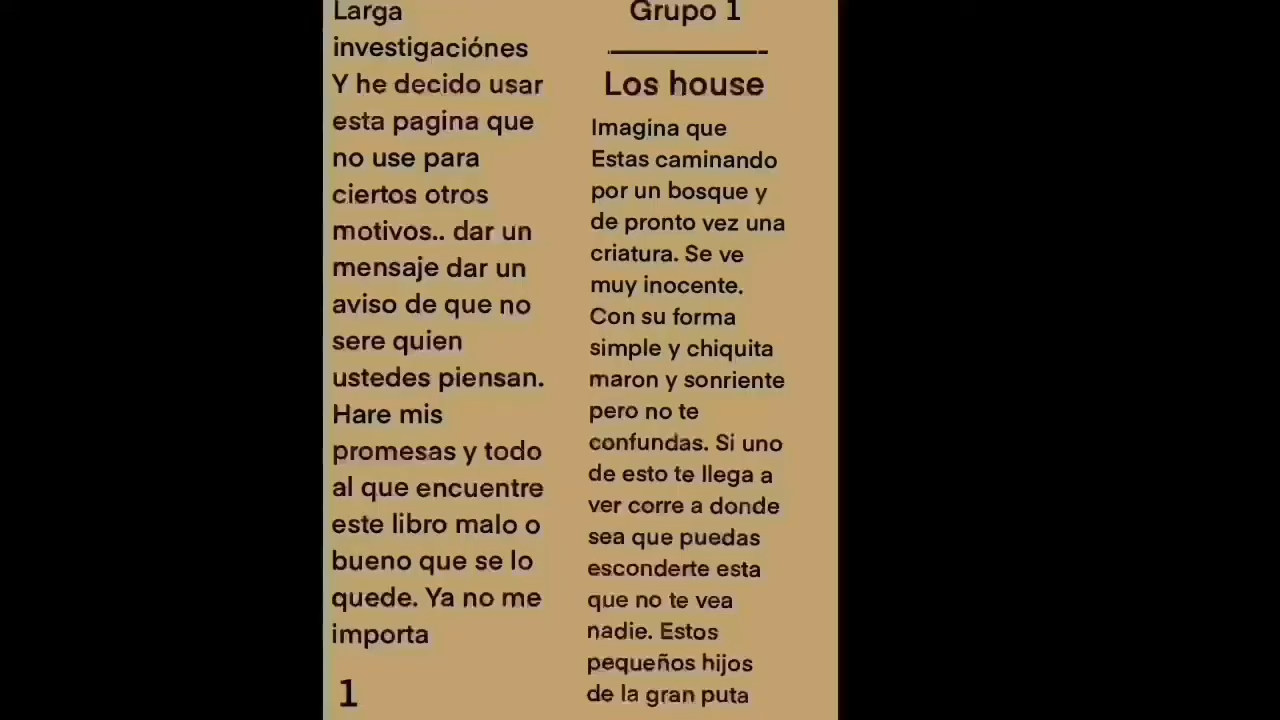 Larga
investigaciónes
Y he decido usar
esta pagina que
no use para
ciertos otros
motivos.. dar un
mensaje dar un
aviso de que no
sere quien
ustedes piensan.
Hare mis
promesas y todo
al que encuentre
este libro malo o
bueno que se lo
quede. Ya no me
importa
1
Grupo 1
Los house
Imagina que
Estas caminando
por un bosque y
de pronto vez una
criatura. Se ve
muy inocente.
Con su forma
simple y chiquita
maron y sonriente
pero no te
confundas. Si uno
de esto te llega a
ver corre a donde
sea que puedas
esconderte esta
que no te vea
nadie. Estos
pequeños hijos
de la gran puta